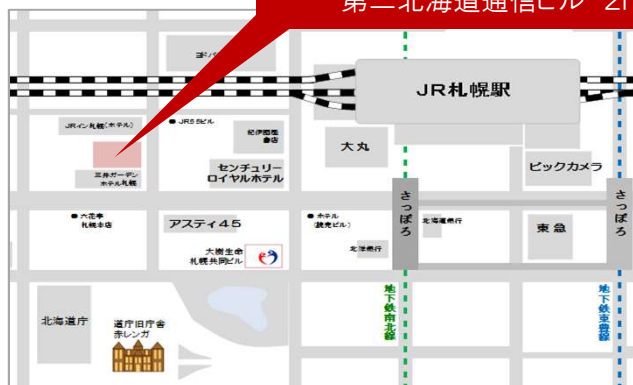 第二北海道通信ビル
JR札幌駅
JRイン札幌(ホテル)
● JR55ビル
紀伊國屋
書店
大丸
三井ガーデン
ホテル札幌
センチュリー
ロイヤルホテル
ビックカメラ
さっぽろ
さっぽろ
● 六花亭
札幌本店
アスティ45
● ホテル
(読売ビル)
北海道銀行
東急
大樹生命
札幌共同ビル
北洋銀行
地下鉄南北線
地下鉄東豊線
北海道庁
道庁旧庁舎
赤レンガ